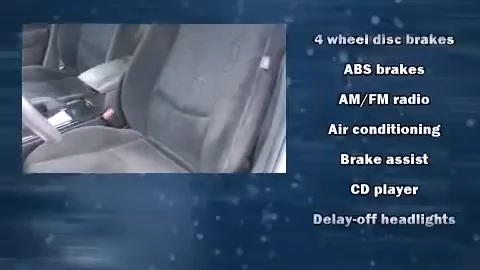 4 wheel disc brakes
ABS brakes
AM/FM radio
Air conditioning
Brake assist
CD player
Delay-off headlights